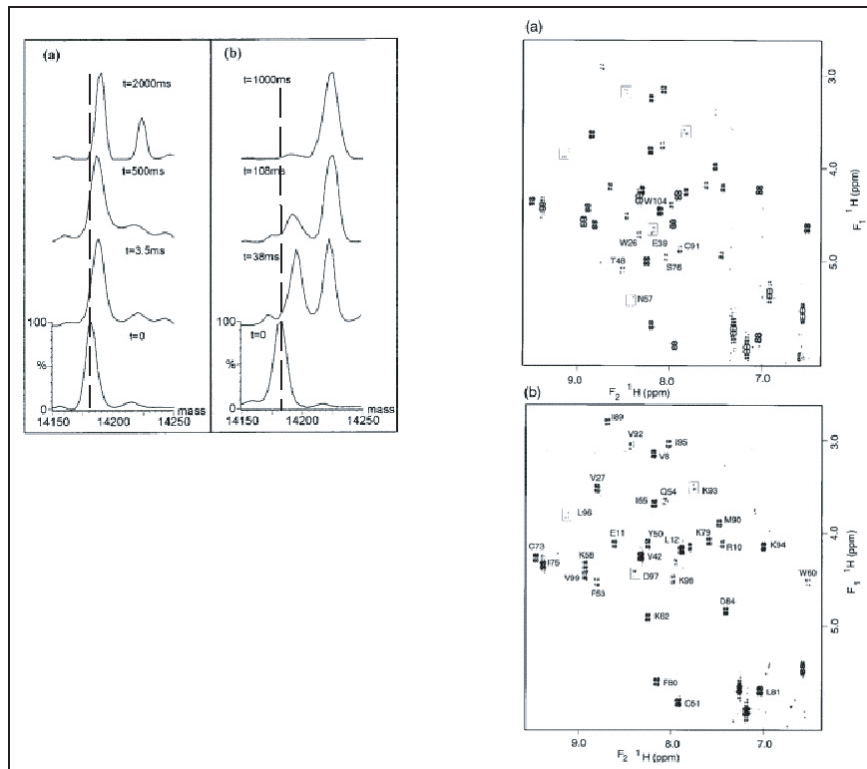 (a)
(b)
t=2000ms
t=1000ms
t=500ms
t=108ms
t=3.5ms
t=38ms
100
t=0
100
t=0
%
%
0
mass
0
mass
14150
14200
14250
14150
14200
14250
(a)
3.0
4.0
W104
W26
E39
C91
T48
S76
5.0
N57
F₁ ¹H (ppm)
9.0
8.0
7.0
F₂ ¹H (ppm)
(b)
I89
V92
I95
3.0
V8
V27
Q54
K93
I55
L96
M90
C73
E11
Y50
L12
K79
4.0
I75
K58
V42
R10
K94
V99
D97
K98
W60
F53
D84
K62
5.0
F80
L81
C51
F₁ ¹H (ppm)
9.0
8.0
7.0
F₂ ¹H (ppm)